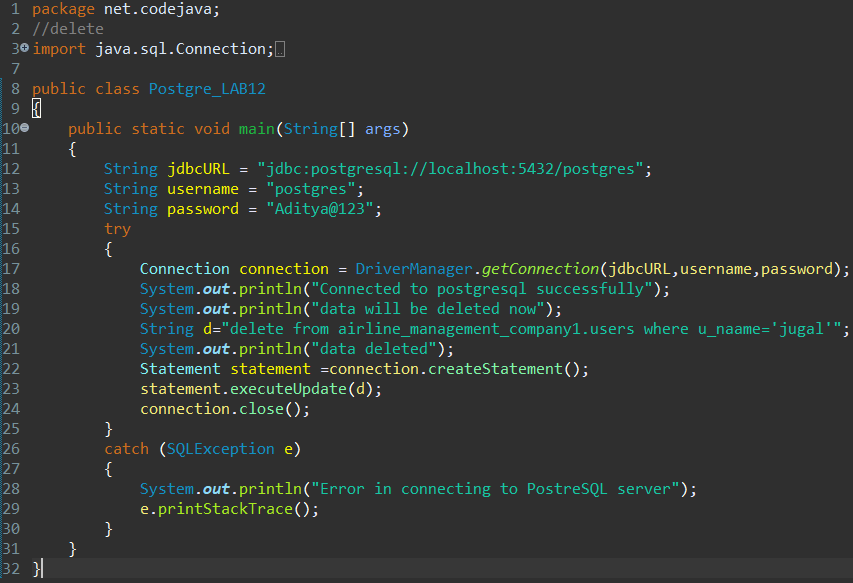 1 package net.codejava;
2 //delete
3 import java.sql.Connection;
7
8 public class Postgre_LAB12
9 {
10 public static void main(String[] args)
11 {
12 String jdbcURL = "jdbc:postgresql://localhost:5432/postgres";
13 String username = "postgres";
14 String password = "Aditya@123";
15 try
16 {
17 Connection connection = DriverManager.getConnection(jdbcURL,username,password);
18 System.out.println("Connected to postgresql successfully");
19 System.out.println("data will be deleted now");
20 String d="delete from airline_management_company1.users where u_naame='jugal'";
21 System.out.println("data deleted");
22 Statement statement =connection.createStatement();
23 statement.executeUpdate(d);
24 connection.close();
25 }
26 catch (SQLException e)
27 {
28 System.out.println("Error in connecting to PostreSQL server");
29 e.printStackTrace();
30 }
31 }
32 }